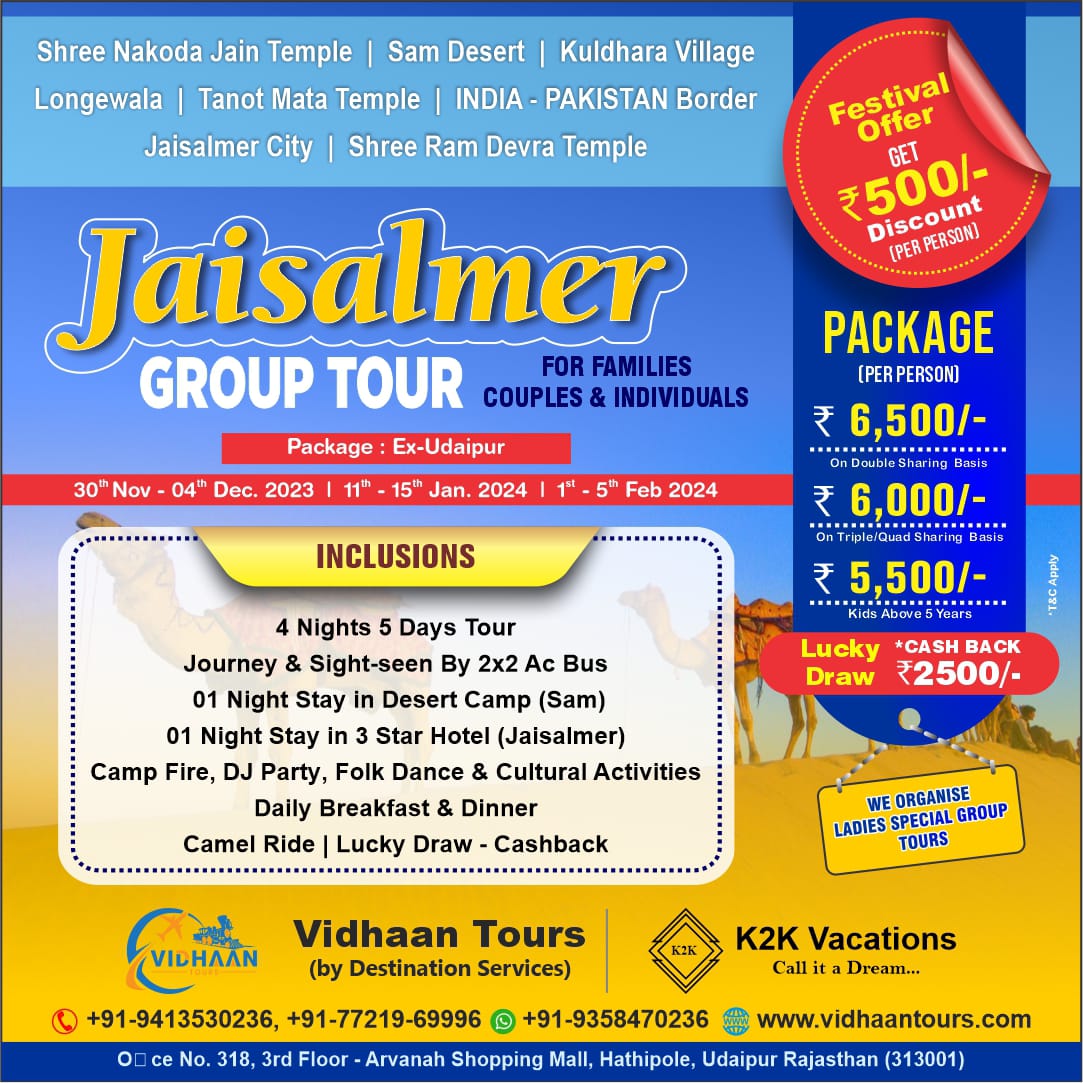 Shree Nakoda Jain Temple | Sam Desert | Kuldhara Village
Longewala | Tanot Mata Temple | INDIA - PAKISTAN Border
Jaisalmer City | Shree Ram Devra Temple
Festival
Offer
GET
₹500/-
Discount
(PER PERSON)
Jaisalmer
GROUP TOUR
FOR FAMILIES
COUPLES & INDIVIDUALS
Package : Ex-Udaipur
30th Nov - 04th Dec. 2023 | 11th - 15th Jan. 2024 | 1st - 5th Feb 2024
PACKAGE
(PER PERSON)
₹ 6,500/-
On Double Sharing Basis
₹ 6,000/-
On Triple/Quad Sharing Basis
₹ 5,500/-
Kids Above 5 Years
*T&C Apply
Lucky
Draw
*CASH BACK
₹2500/-
INCLUSIONS
4 Nights 5 Days Tour
Journey & Sight-seen By 2x2 Ac Bus
01 Night Stay in Desert Camp (Sam)
01 Night Stay in 3 Star Hotel (Jaisalmer)
Camp Fire, DJ Party, Folk Dance & Cultural Activities
Daily Breakfast & Dinner
Camel Ride | Lucky Draw - Cashback
WE ORGANISE
LADIES SPECIAL GROUP
TOURS
VIDHAAN
TOURS
Vidhaan Tours
(by Destination Services)
K2K
K2K Vacations
Call it a Dream...
+91-9413530236, +91-77219-69996 +91-9358470236 www.vidhaantours.com
O□ce No. 318, 3rd Floor - Arvanah Shopping Mall, Hathipole, Udaipur Rajasthan (313001)